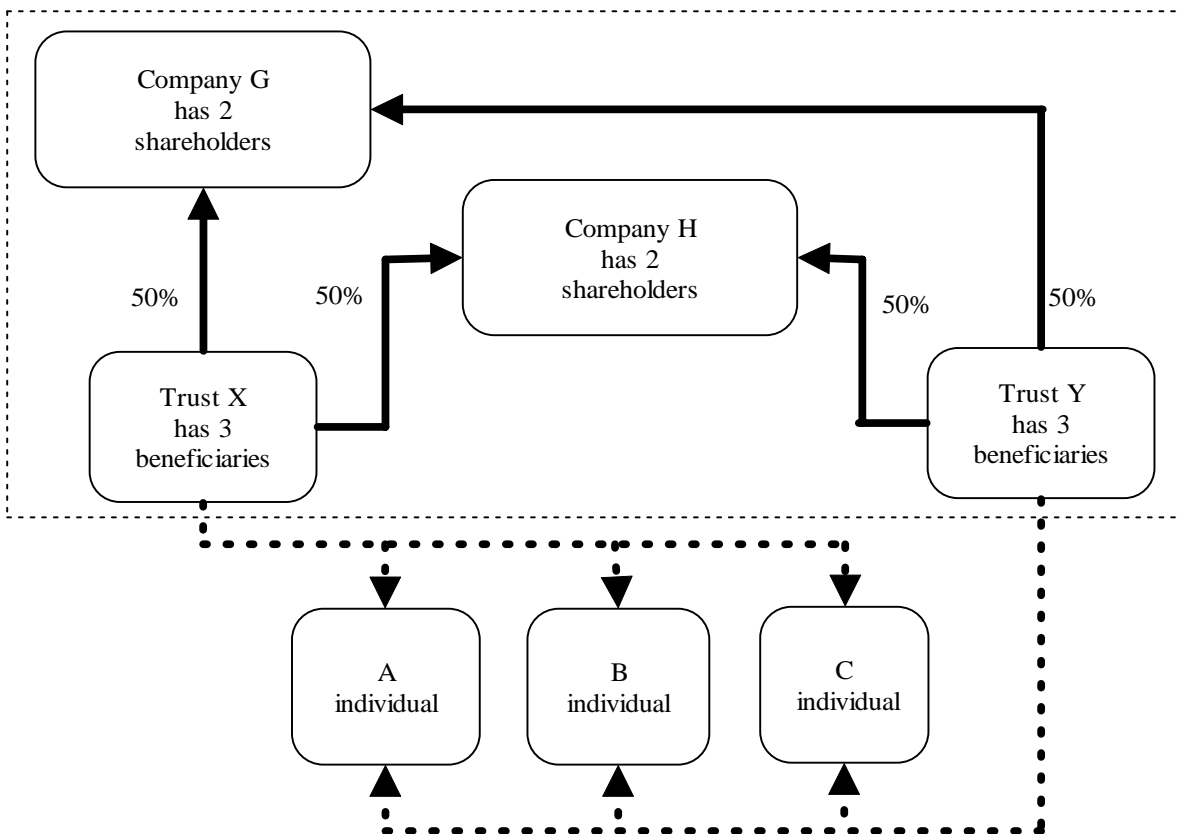 Company G
has 2
shareholders
Company H
has 2
shareholders
50%
50%
50%
50%
Trust X
has 3
beneficiaries
Trust Y
has 3
beneficiaries
A
individual
B
individual
C
individual